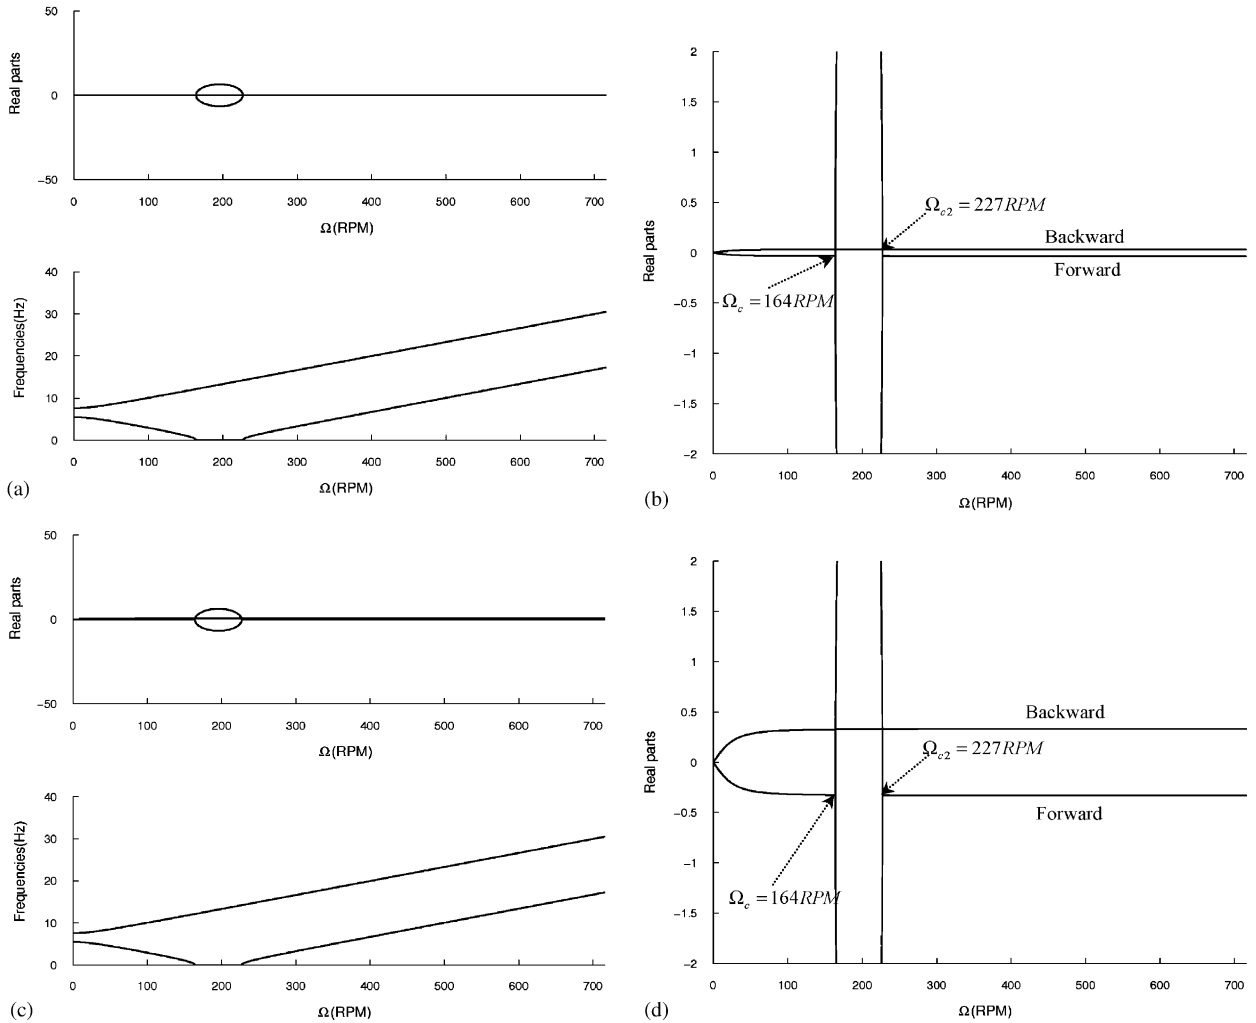 50
0
−50
Real parts
0 100 200 300 400 500 600 700
Ω(RPM)
40
30
20
10
0
Frequencies(Hz)
0 100 200 300 400 500 600 700
Ω(RPM)
(a)
2
1.5
1
0.5
0
−0.5
−1
−1.5
−2
Real parts
Ωc2 = 227RPM
Backward
Forward
Ωc = 164RPM
0 100 200 300 400 500 600 700
Ω(RPM)
(b)
50
0
−50
Real parts
0 100 200 300 400 500 600 700
Ω(RPM)
40
30
20
10
0
Frequencies(Hz)
0 100 200 300 400 500 600 700
Ω(RPM)
(c)
2
1.5
1
0.5
0
−0.5
−1
−1.5
−2
Real parts
Backward
Ωc2 = 227RPM
Forward
Ωc = 164RPM
0 100 200 300 400 500 600 700
Ω(RPM)
(d)